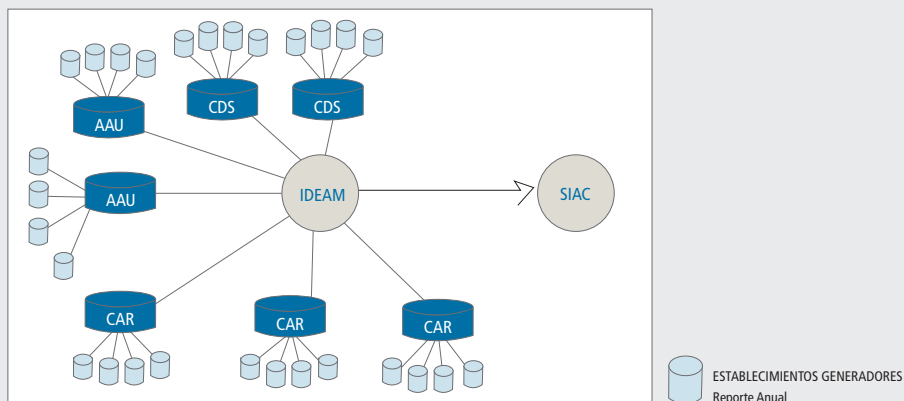 CDS
CDS
AAU
AAU
IDEAM
SIAC
CAR
CAR
CAR
ESTABLECIMIENTOS GENERADORES
Reporte Anual